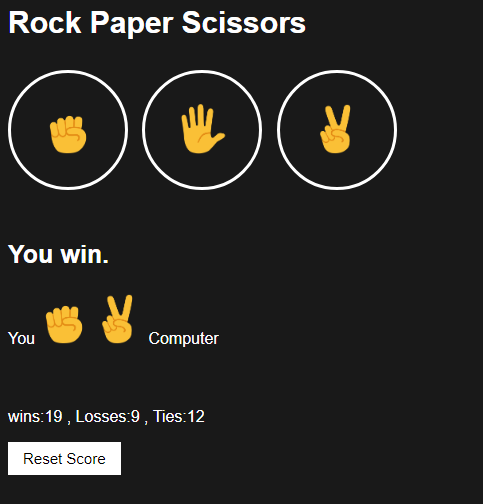 Rock Paper Scissors
You win.
You Computer
wins:19 , Losses:9 , Ties:12
Reset Score